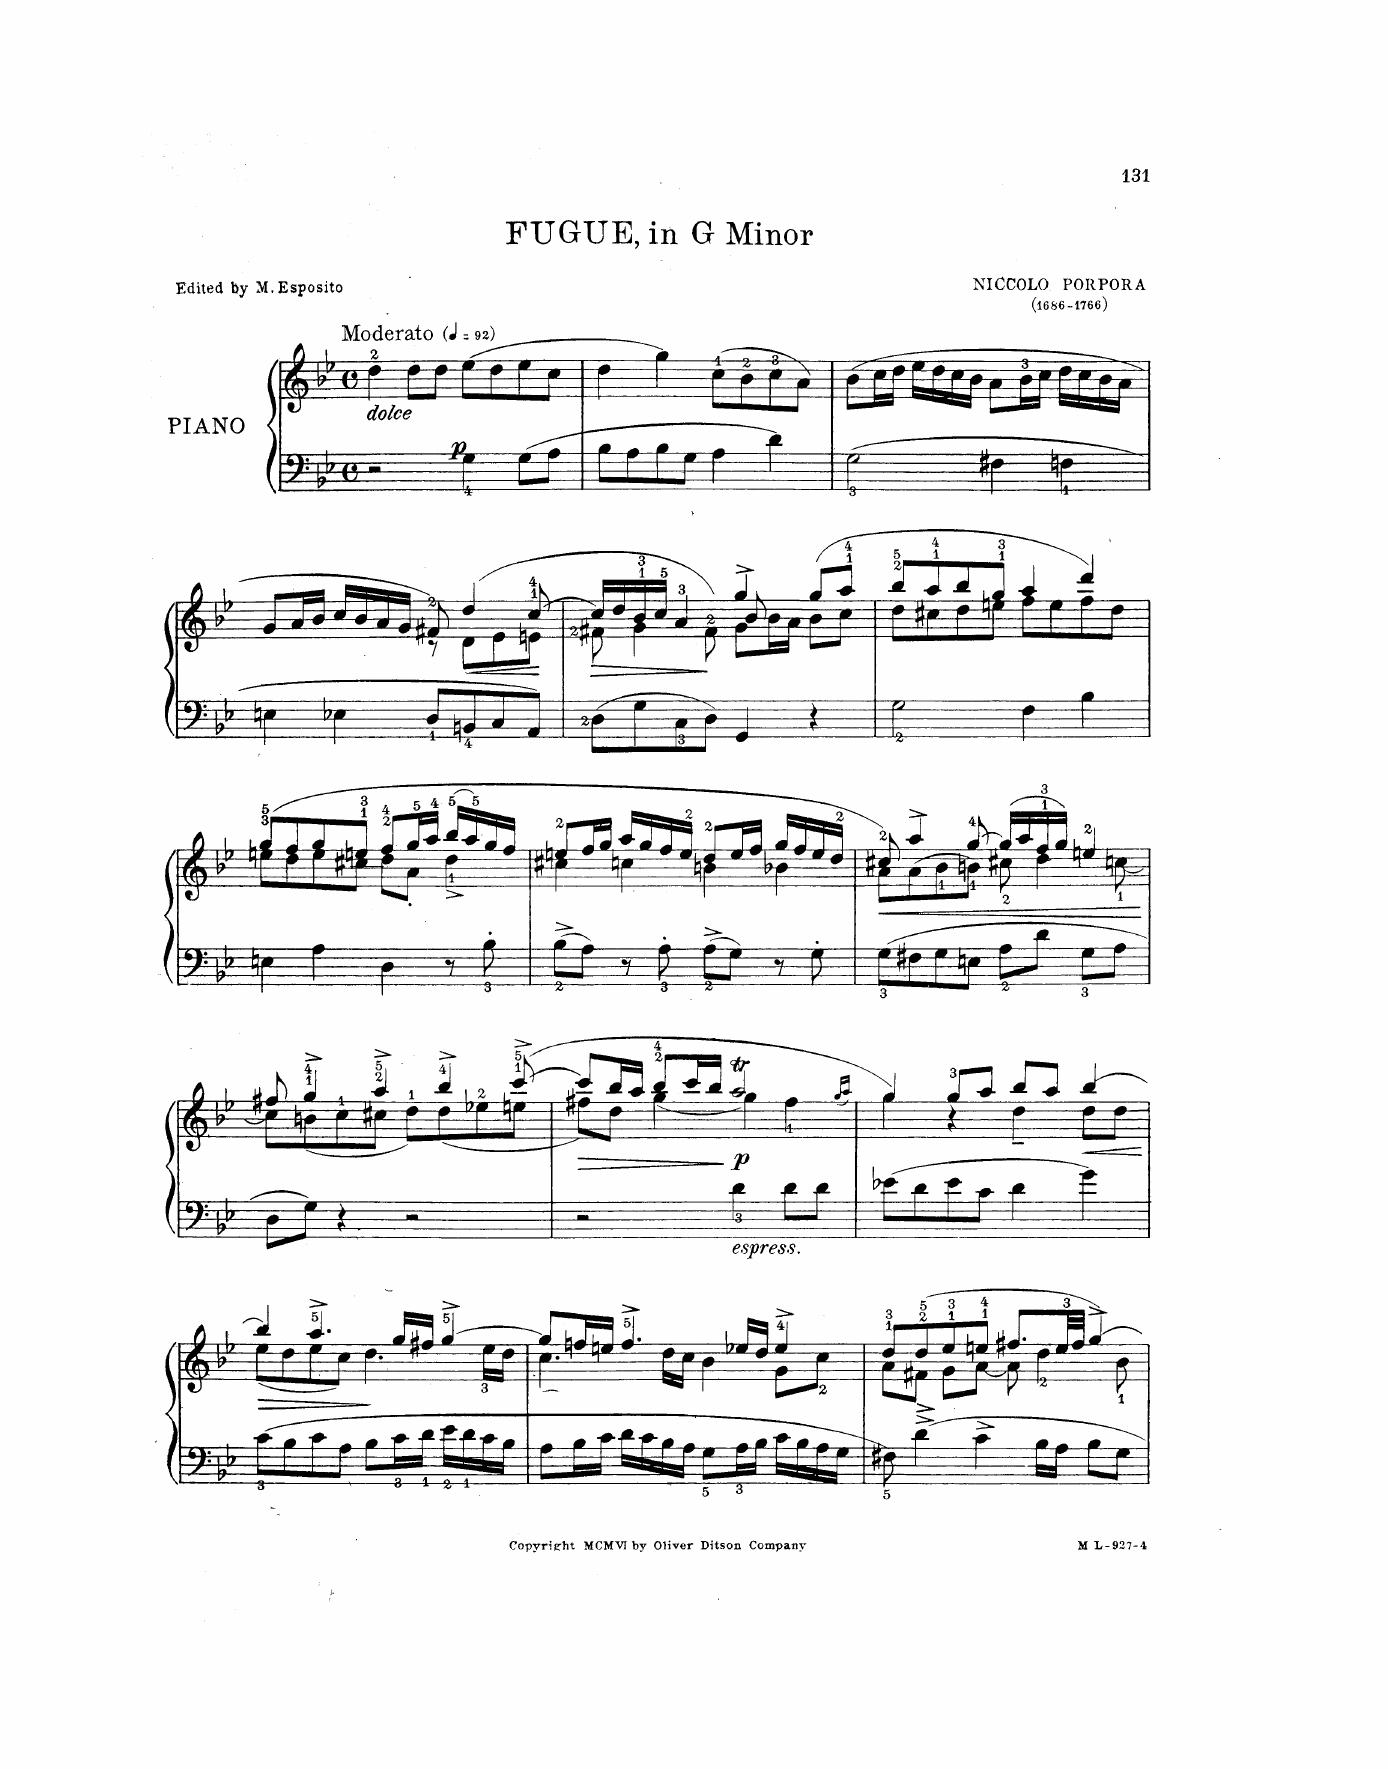 131
FUGUE, in G Minor
Edited by M. Esposito
NICCOLO PORPORA
(1686-1766)
Moderato (♩ = 92)
PIANO
dolce
p
tr
p
espress.
Copyright MCMVI by Oliver Ditson Company
M L-927-4